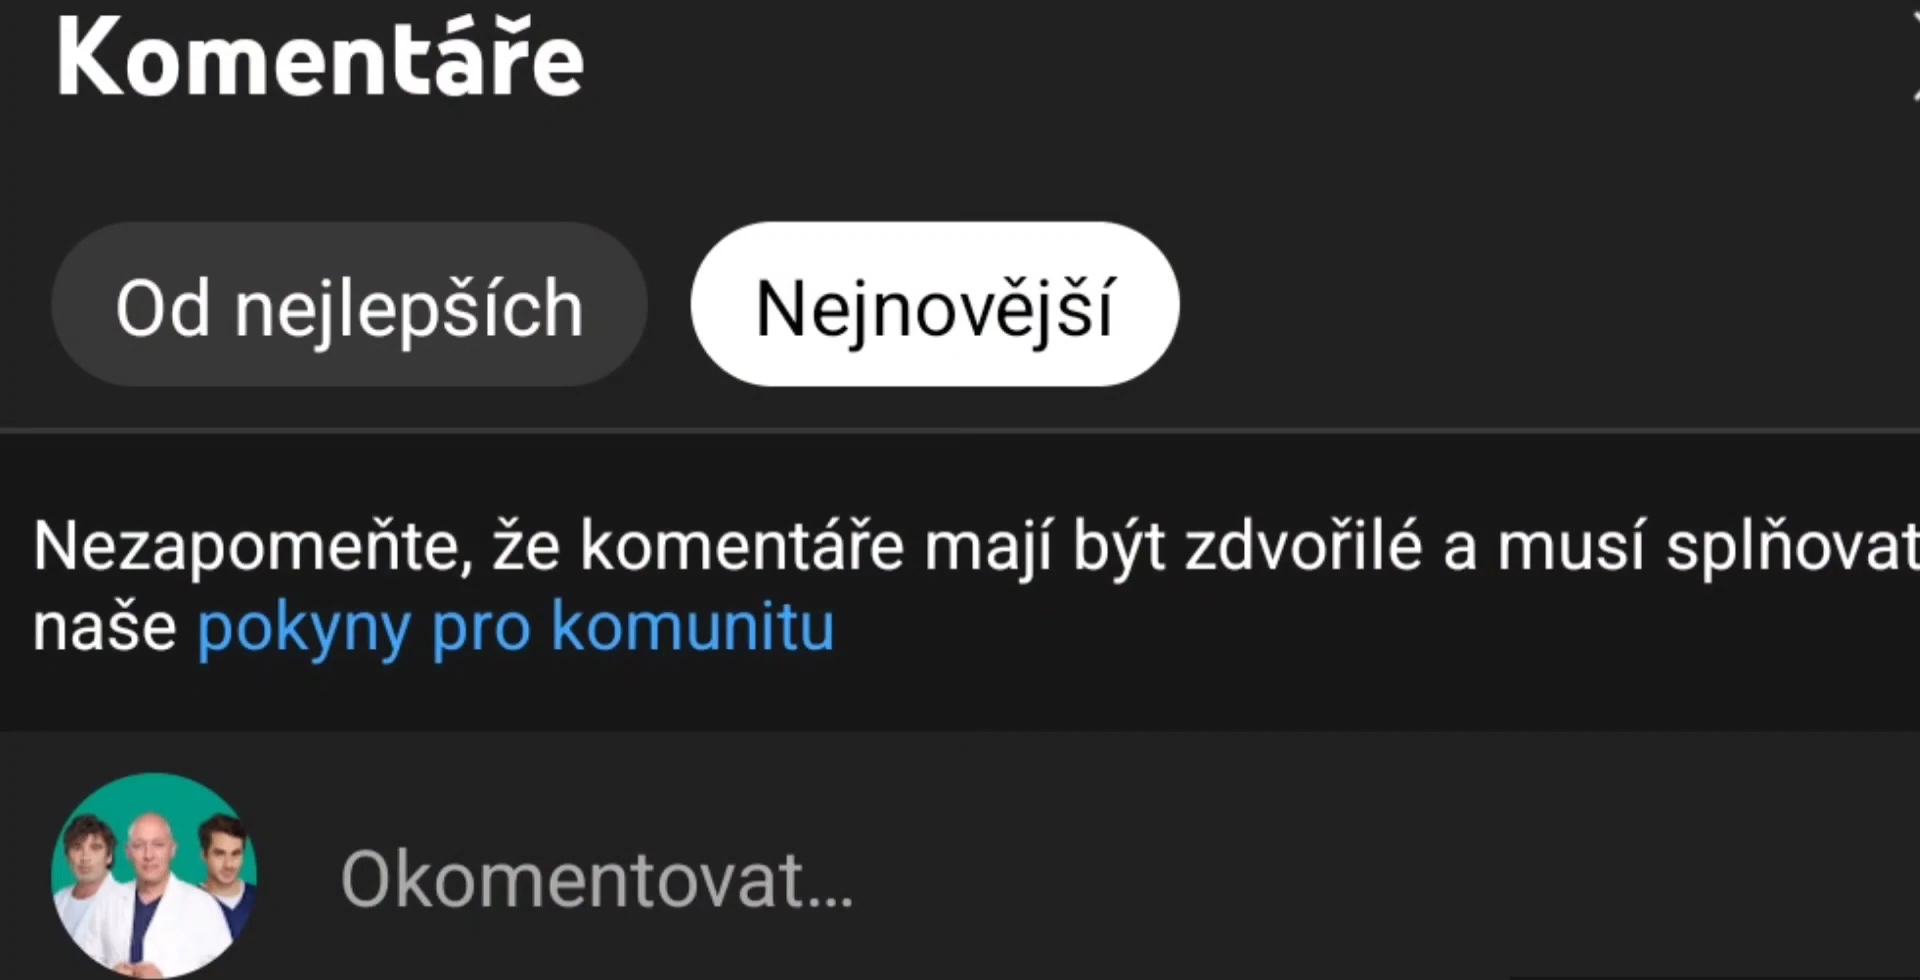 Komentáře
Od nejlepších
Nejnovější
Nezapomeňte, že komentáře mají být zdvořilé a musí splňovat
naše pokyny pro komunitu
Okomentovat...